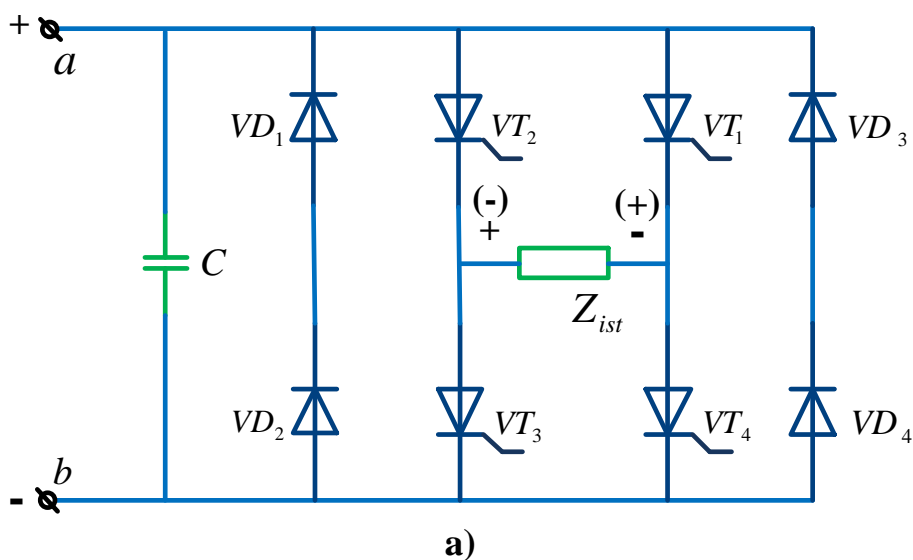 +
a
VD₁
VT₂
VT₁
VD₃
(-)
(+)
+
-
C
Zᵢₛₜ
VD₂
VT₃
VT₄
VD₄
b
-
a)